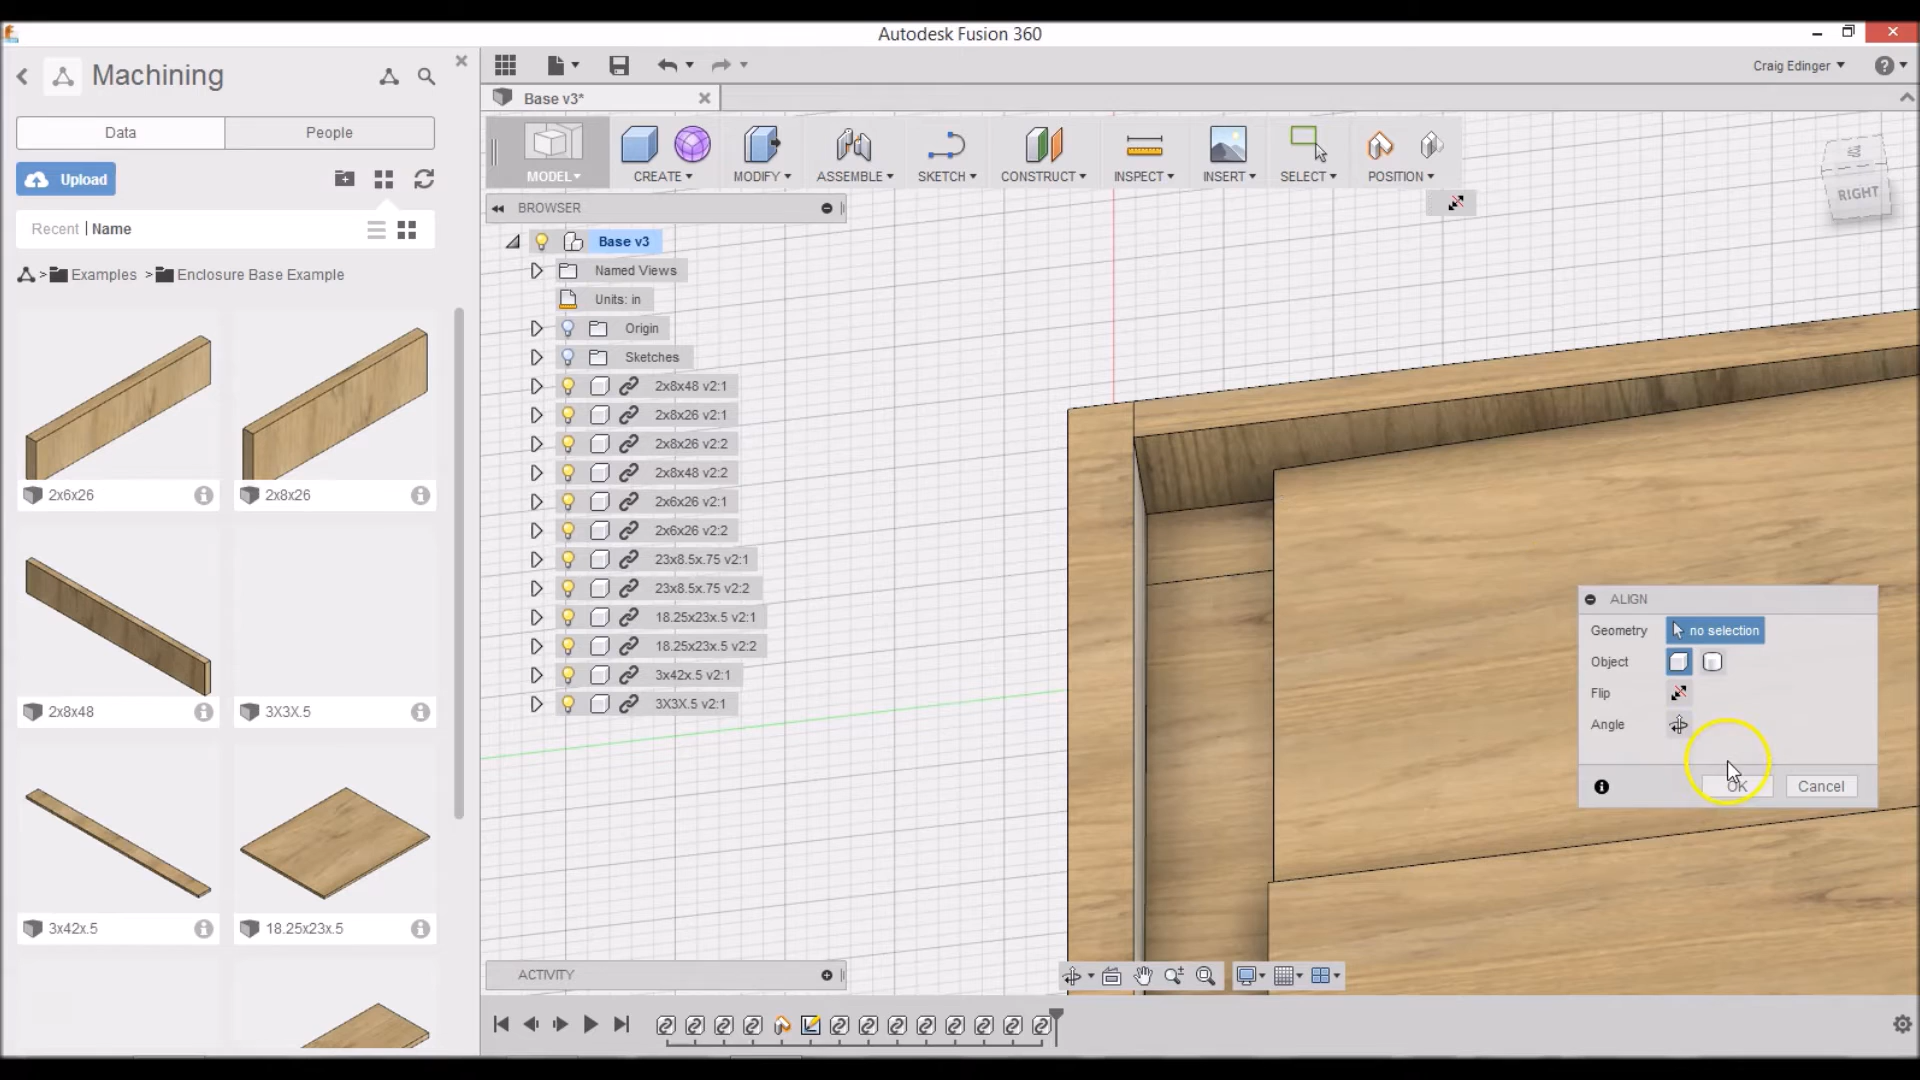 Autodesk Fusion 360
Machining
Data
People
Upload
Recent | Name
> Examples > Enclosure Base Example
2x6x26
2x8x26
2x8x48
3X3X.5
3x42x.5
18.25x23x.5
Craig Edinger
Base v3*
MODEL
CREATE
MODIFY
ASSEMBLE
SKETCH
CONSTRUCT
INSPECT
INSERT
SELECT
POSITION
RIGHT
BROWSER
Base v3
Named Views
Units: in
Origin
Sketches
2x8x48 v2:1
2x8x26 v2:1
2x8x26 v2:2
2x8x48 v2:2
2x6x26 v2:1
2x6x26 v2:2
23x8.5x.75 v2:1
23x8.5x.75 v2:2
18.25x23x.5 v2:1
18.25x23x.5 v2:2
3x42x.5 v2:1
3X3X.5 v2:1
ALIGN
Geometry
no selection
Object
Flip
Angle
OK
Cancel
ACTIVITY